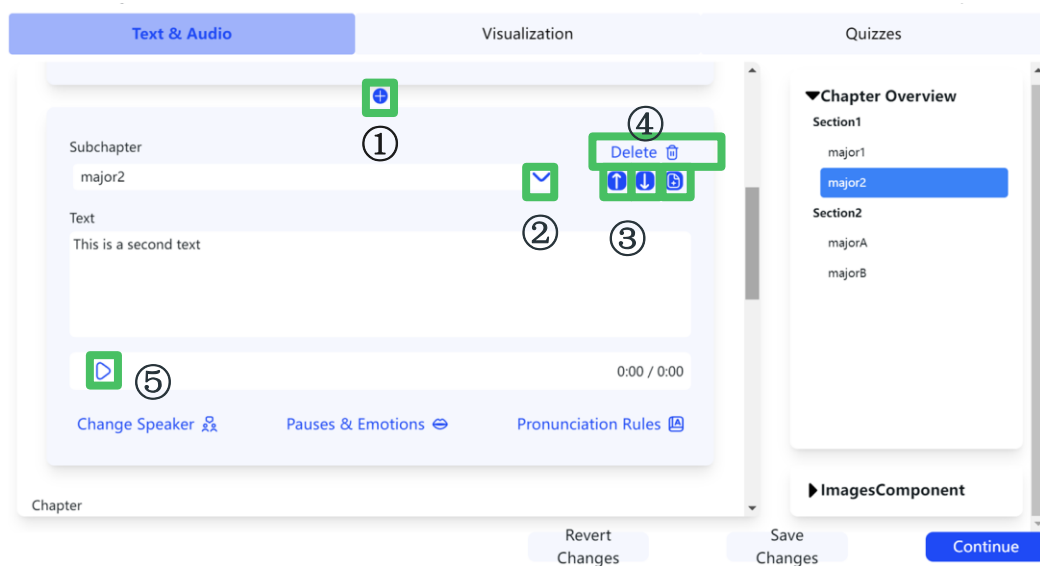 Text & Audio
Visualization
Quizzes
①
④
Subchapter
Delete
major2
②
③
Text
This is a second text
0:00 / 0:00
⑤
Change Speaker
Pauses & Emotions
Pronunciation Rules
Chapter
Chapter Overview
Section1
major1
major2
Section2
majorA
majorB
ImagesComponent
Revert
Changes
Save
Changes
Continue